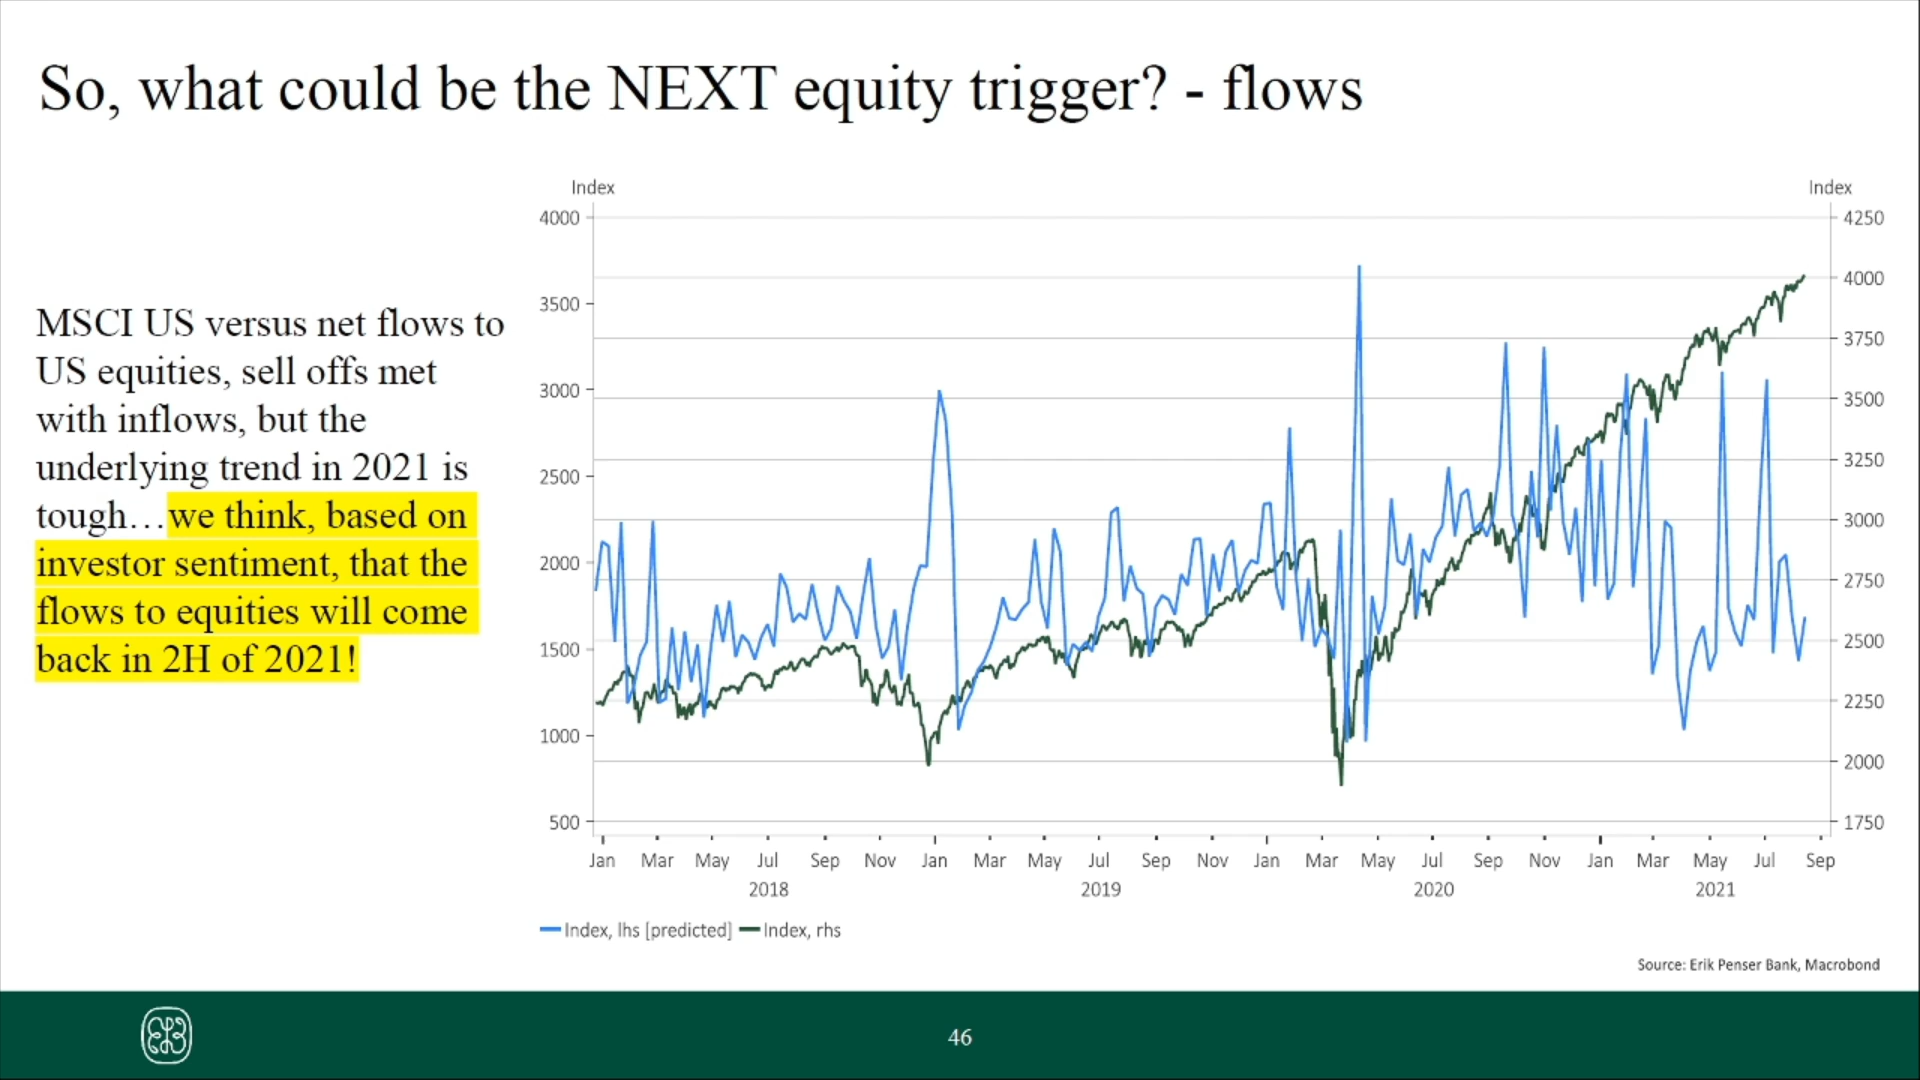 So, what could be the NEXT equity trigger? - flows
MSCI US versus net flows to
US equities, sell offs met
with inflows, but the
underlying trend in 2021 is
tough…we think, based on
investor sentiment, that the
flows to equities will come
back in 2H of 2021!
Index
Index
4000
3500
3000
2500
2000
1500
1000
500
4250
4000
3750
3500
3250
3000
2750
2500
2250
2000
1750
Jan Mar May Jul Sep Nov Jan Mar May Jul Sep Nov Jan Mar May Jul Sep Nov Jan Mar May Jul Sep
2018 2019 2020 2021
Index, lhs [predicted] Index, rhs
Source: Erik Penser Bank, Macrobond
46